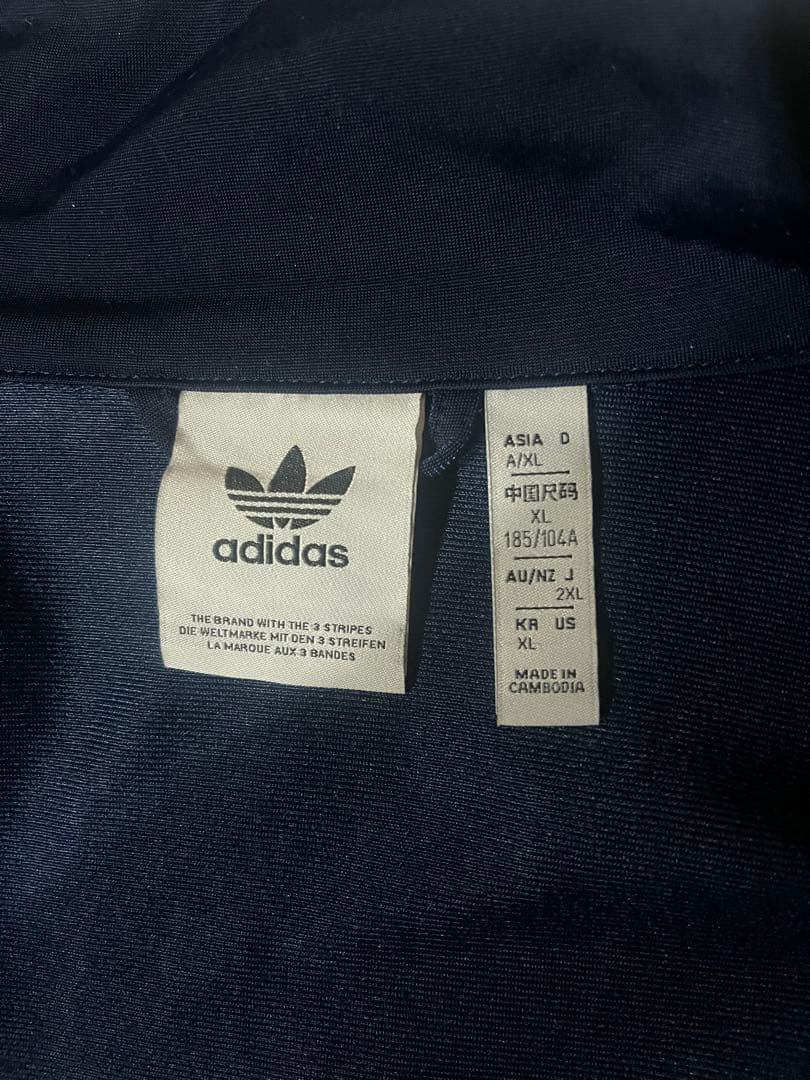 adidas
THE BRAND WITH THE 3 STRIPES
DIE WELTMARKE MIT DEN 3 STREIFEN
LA MARQUE AUX 3 BANDES
ASIA D
A/XL
中国尺码
XL
185/104A
AU/NZ J
2XL
KR US
XL
MADE IN
CAMBODIA